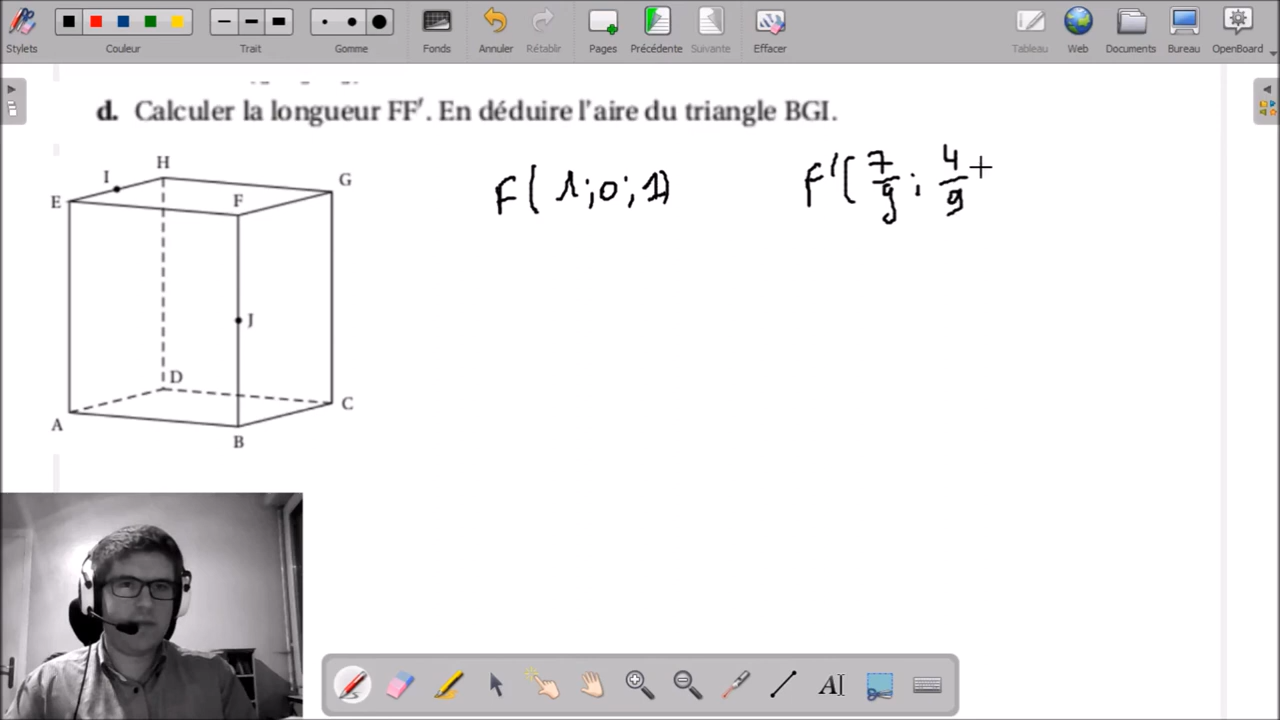 Stylets
Couleur
Trait
Gomme
Fonds
Annuler
Rétablir
Pages
Précédente
Suivante
Effacer
Tableau
Web
Documents
Bureau
OpenBoard
d. Calculer la longueur FF′. En déduire l'aire du triangle BGI.
H
I
G
E
F
J
D
C
A
B
F( 1;0;1)
F'( 7/9 ; 4/9
AI